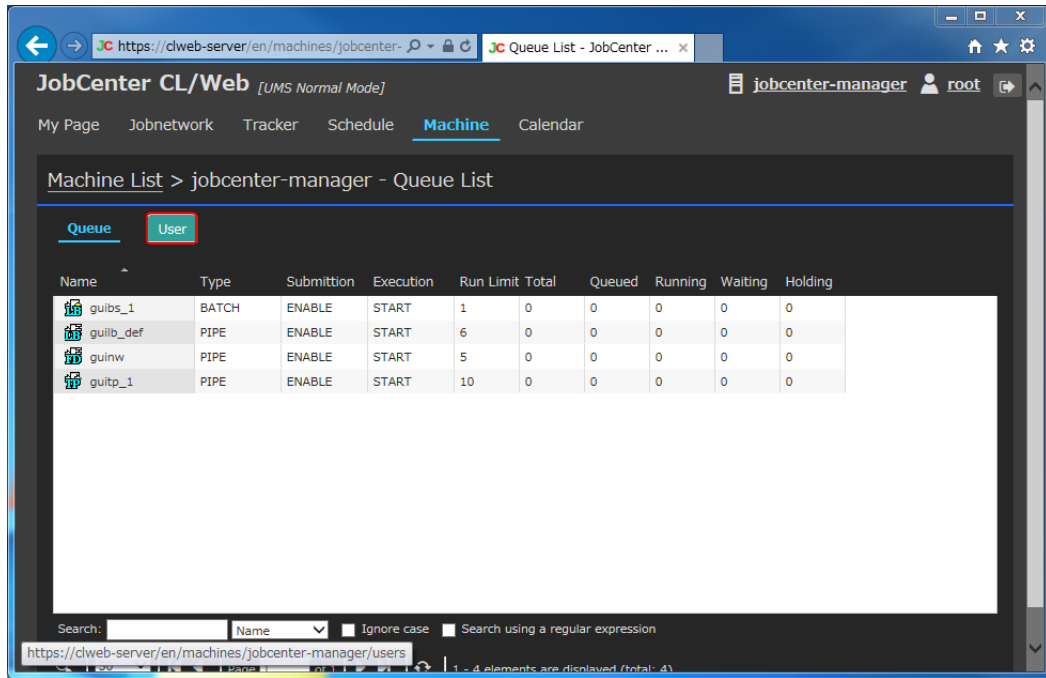 JC https://clweb-server/en/machines/jobcenter-
JC Queue List - JobCenter ...
JobCenter CL/Web [UMS Normal Mode]
jobcenter-manager root
My Page Jobnetwork Tracker Schedule Machine Calendar
Machine List > jobcenter-manager - Queue List
Queue User
Name Type Submittion Execution Run Limit Total Queued Running Waiting Holding
guibs_1 BATCH ENABLE START 1 0 0 0 0 0
guilb_def PIPE ENABLE START 6 0 0 0 0 0
guinw PIPE ENABLE START 5 0 0 0 0 0
guitp_1 PIPE ENABLE START 10 0 0 0 0 0
Search: Name Ignore case Search using a regular expression
https://clweb-server/en/machines/jobcenter-manager/users
50 Page of 1 1 - 4 elements are displayed (total: 4)